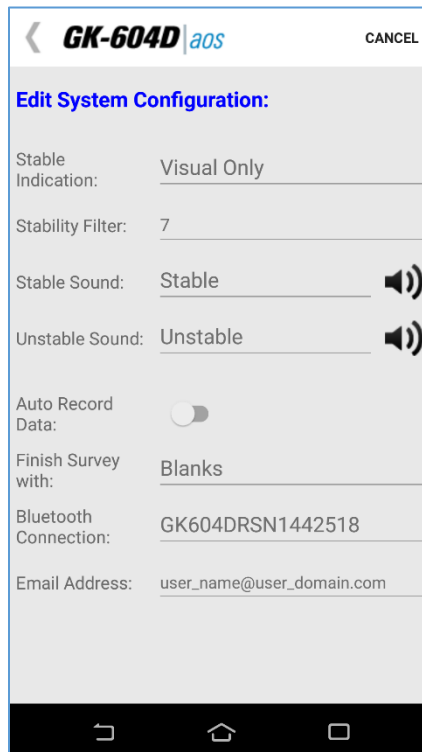 GK-604D|aos CANCEL
Edit System Configuration:
Stable
Indication: Visual Only
Stability Filter: 7
Stable Sound: Stable
Unstable Sound: Unstable
Auto Record
Data:
Finish Survey
with: Blanks
Bluetooth
Connection: GK604DRSN1442518
Email Address: user_name@user_domain.com